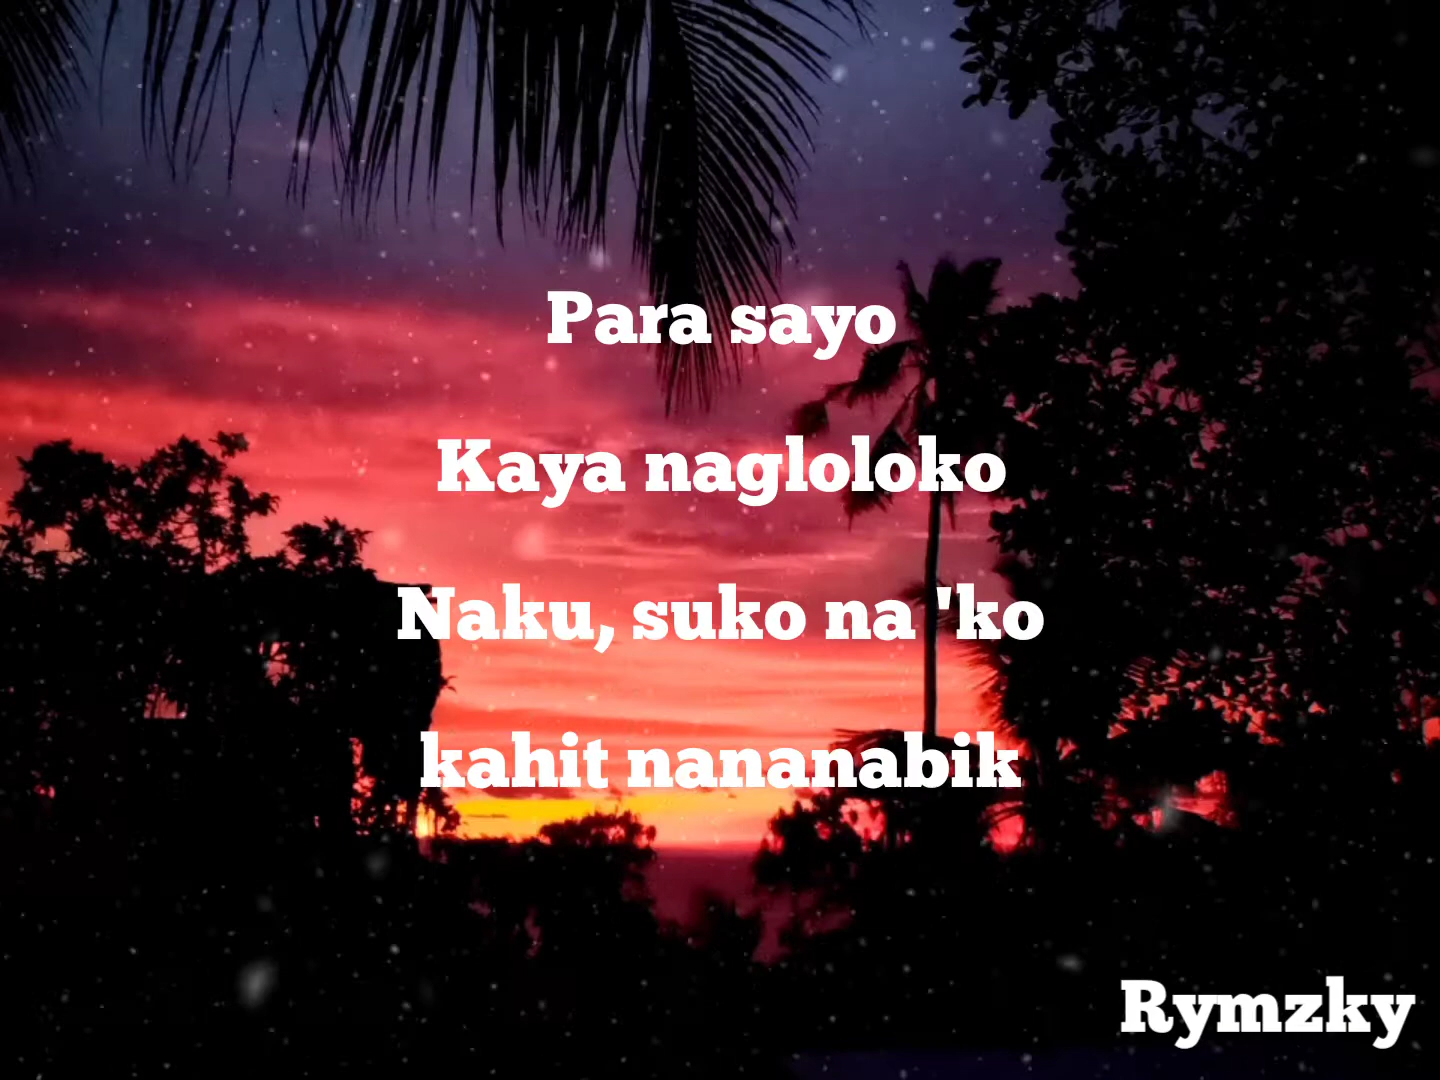 Para sayo
Kaya nagloloko
Naku, suko na 'ko
kahit nananabik
Rymzky